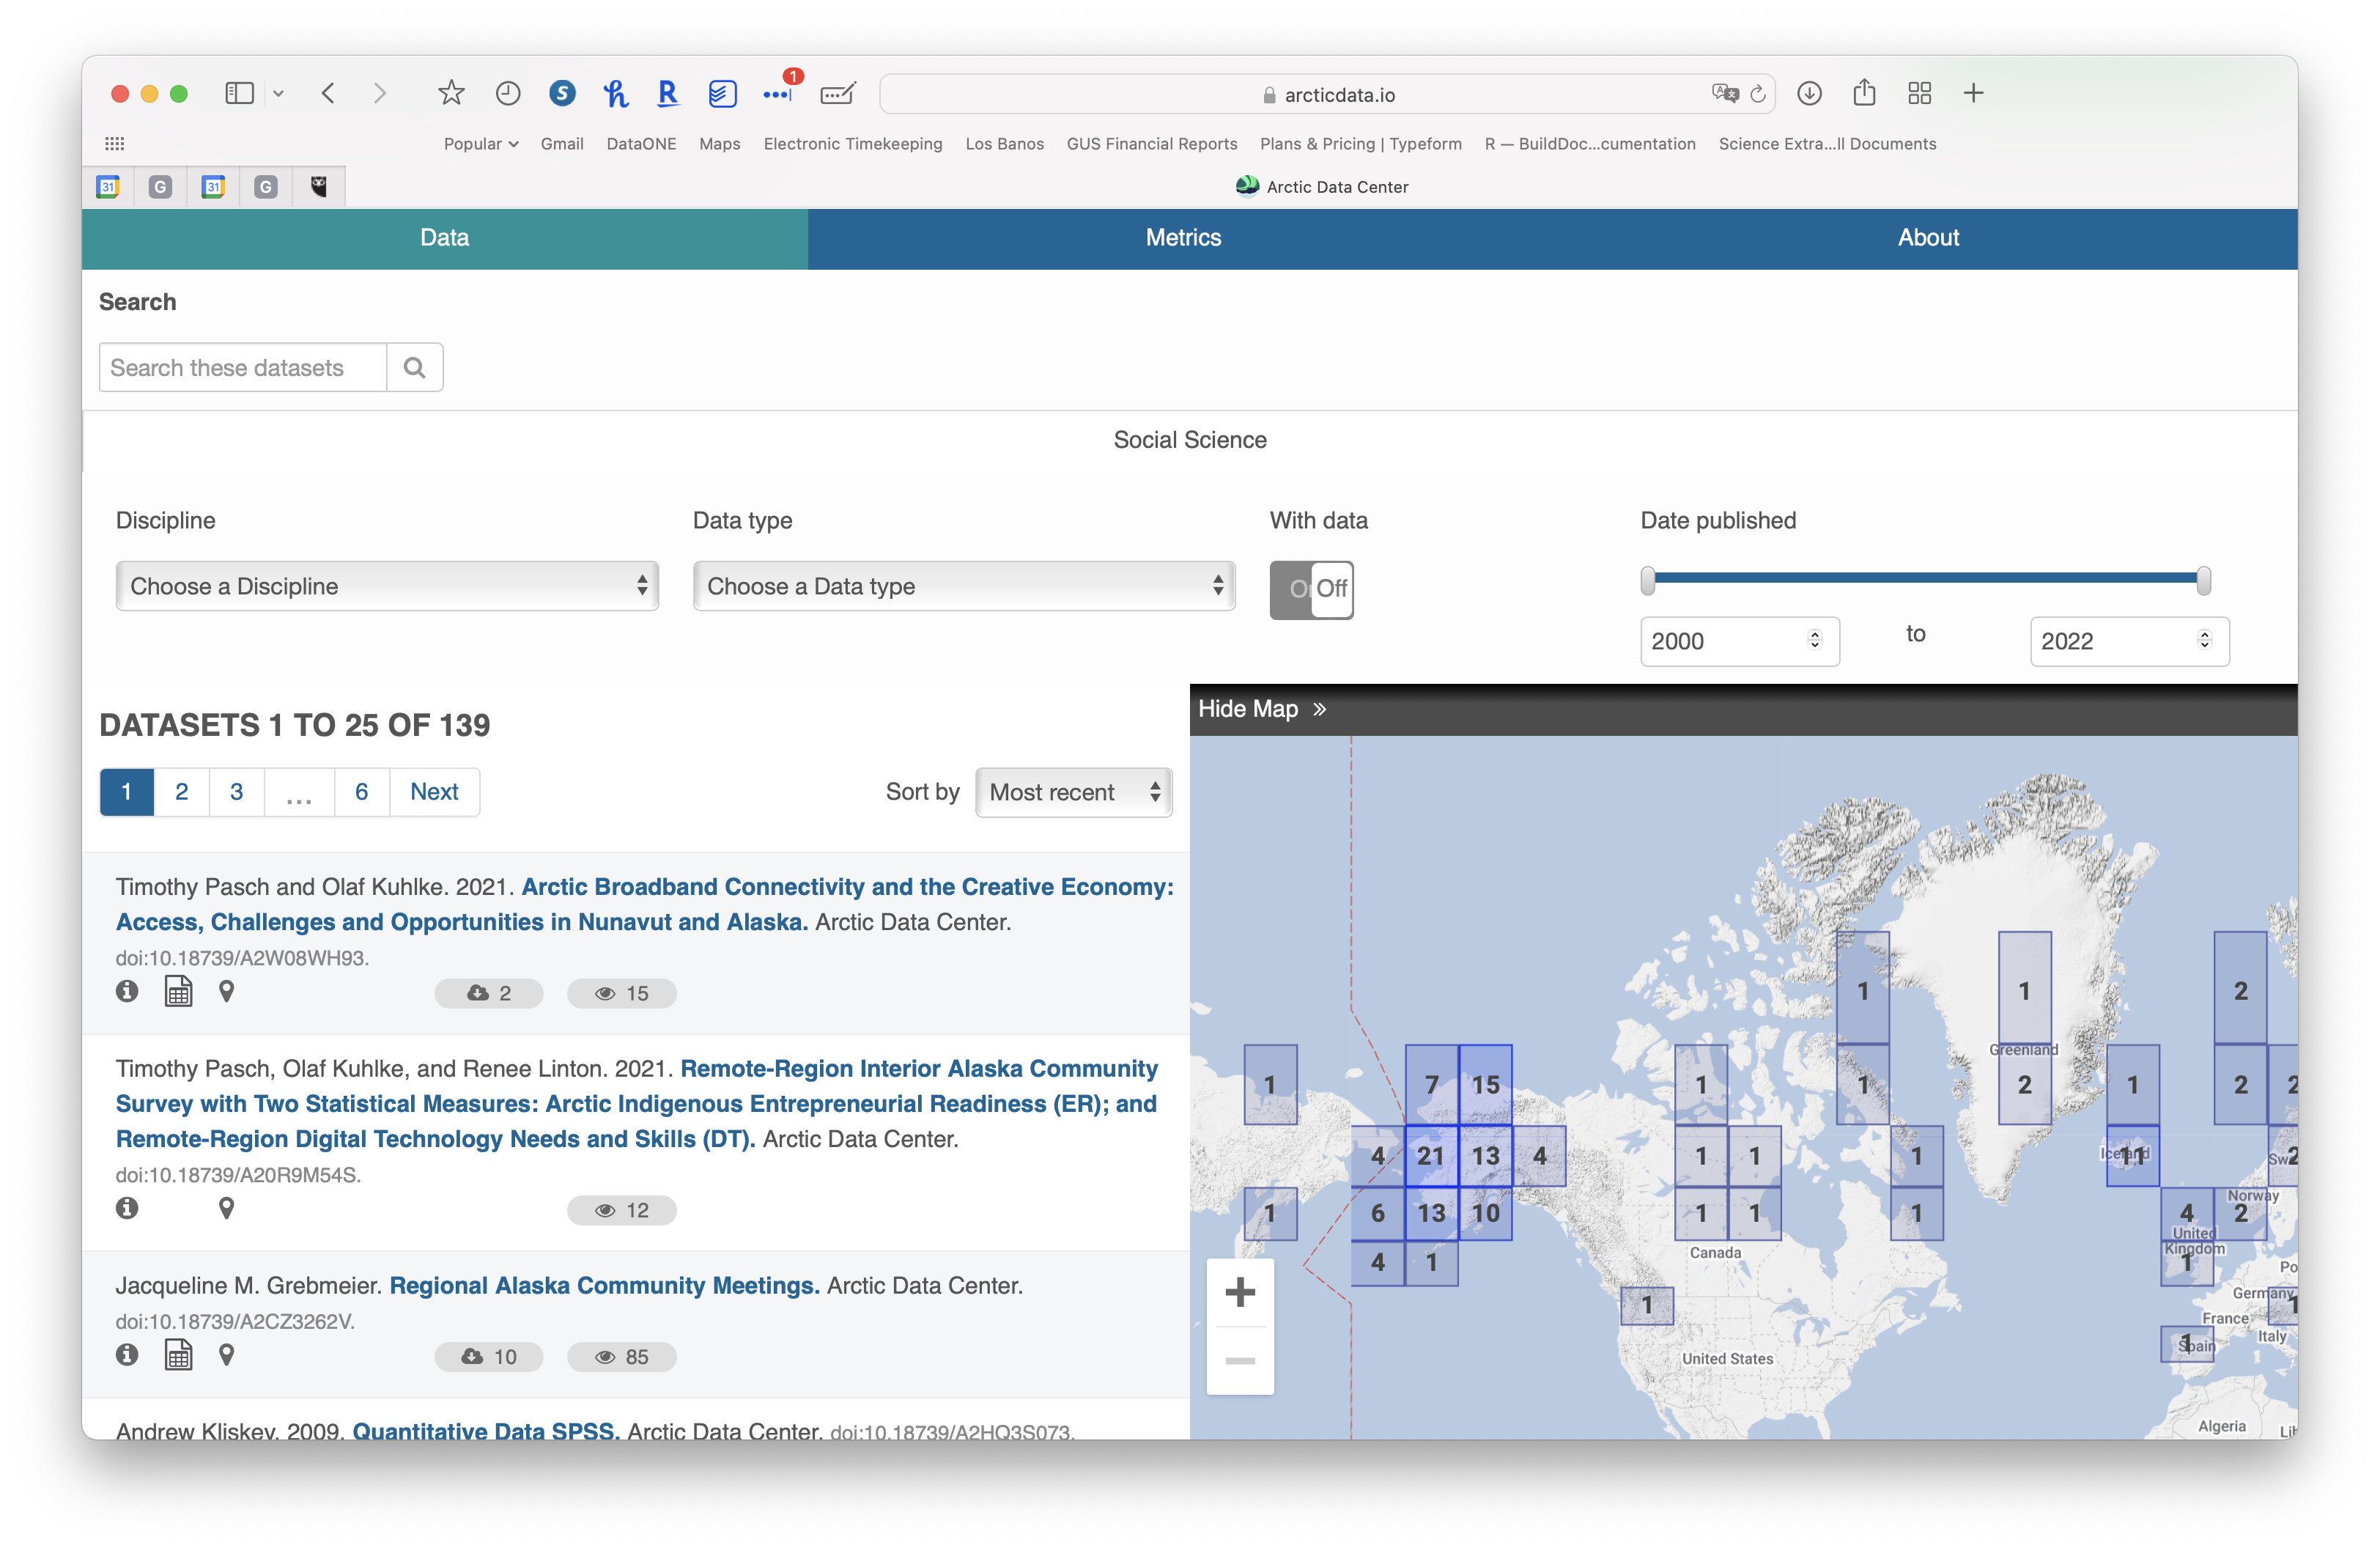 1
arcticdata.io
Popular Gmail DataONE Maps Electronic Timekeeping Los Banos GUS Financial Reports Plans & Pricing | Typeform R — BuildDoc...cumentation Science Extra...ll Documents
31 G 31 G Arctic Data Center
Data Metrics About
Search
Search these datasets
Social Science
Discipline Data type With data Date published
Choose a Discipline Choose a Data type Off
2000 to 2022
DATASETS 1 TO 25 OF 139
Hide Map »
1 2 3 ... 6 Next Sort by Most recent
Timothy Pasch and Olaf Kuhlke. 2021. Arctic Broadband Connectivity and the Creative Economy:
Access, Challenges and Opportunities in Nunavut and Alaska. Arctic Data Center.
doi:10.18739/A2W08WH93.
2 15
Timothy Pasch, Olaf Kuhlke, and Renee Linton. 2021. Remote-Region Interior Alaska Community
Survey with Two Statistical Measures: Arctic Indigenous Entrepreneurial Readiness (ER); and
Remote-Region Digital Technology Needs and Skills (DT). Arctic Data Center.
doi:10.18739/A20R9M54S.
12
Jacqueline M. Grebmeier. Regional Alaska Community Meetings. Arctic Data Center.
doi:10.18739/A2CZ3262V.
10 85
Andrew Kliskey. 2009. Quantitative Data SPSS. Arctic Data Center. doi:10.18739/A2HQ3S073.
1 1 2
Greenland
1 7 15 1 1 2 1 2 2
4 21 13 4 1 1 1 Iceland 11 2
Norway
1 6 13 10 1 1 1 4 2
United
Kingdom
Canada
4 1 1
Germany
1 1
France
Italy
1 Spain
United States
Algeria